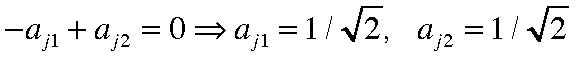 −a_{j1} + a_{j2} = 0 ⇒ a_{j1} = 1 / √2, a_{j2} = 1 / √2